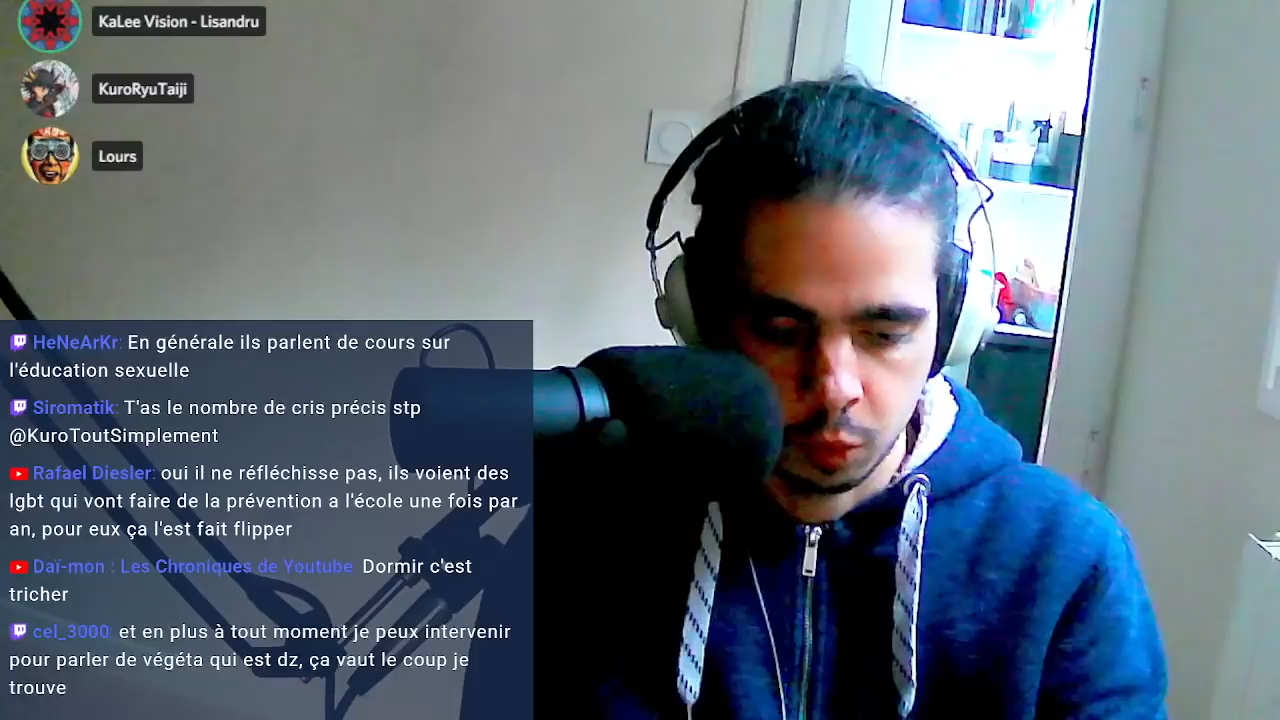 KaLee Vision - Lisandru
KuroRyuTaiji
Lours
HeNeArKr: En générale ils parlent de cours sur
l'éducation sexuelle
Siromatik: T'as le nombre de cris précis stp
@KuroToutSimplement
Rafael Diesler: oui il ne réfléchisse pas, ils voient des
lgbt qui vont faire de la prévention a l'école une fois par
an, pour eux ça l'est fait flipper
Daï-mon : Les Chroniques de Youtube: Dormir c'est
tricher
cel_3000: et en plus à tout moment je peux intervenir
pour parler de végéta qui est dz, ça vaut le coup je
trouve